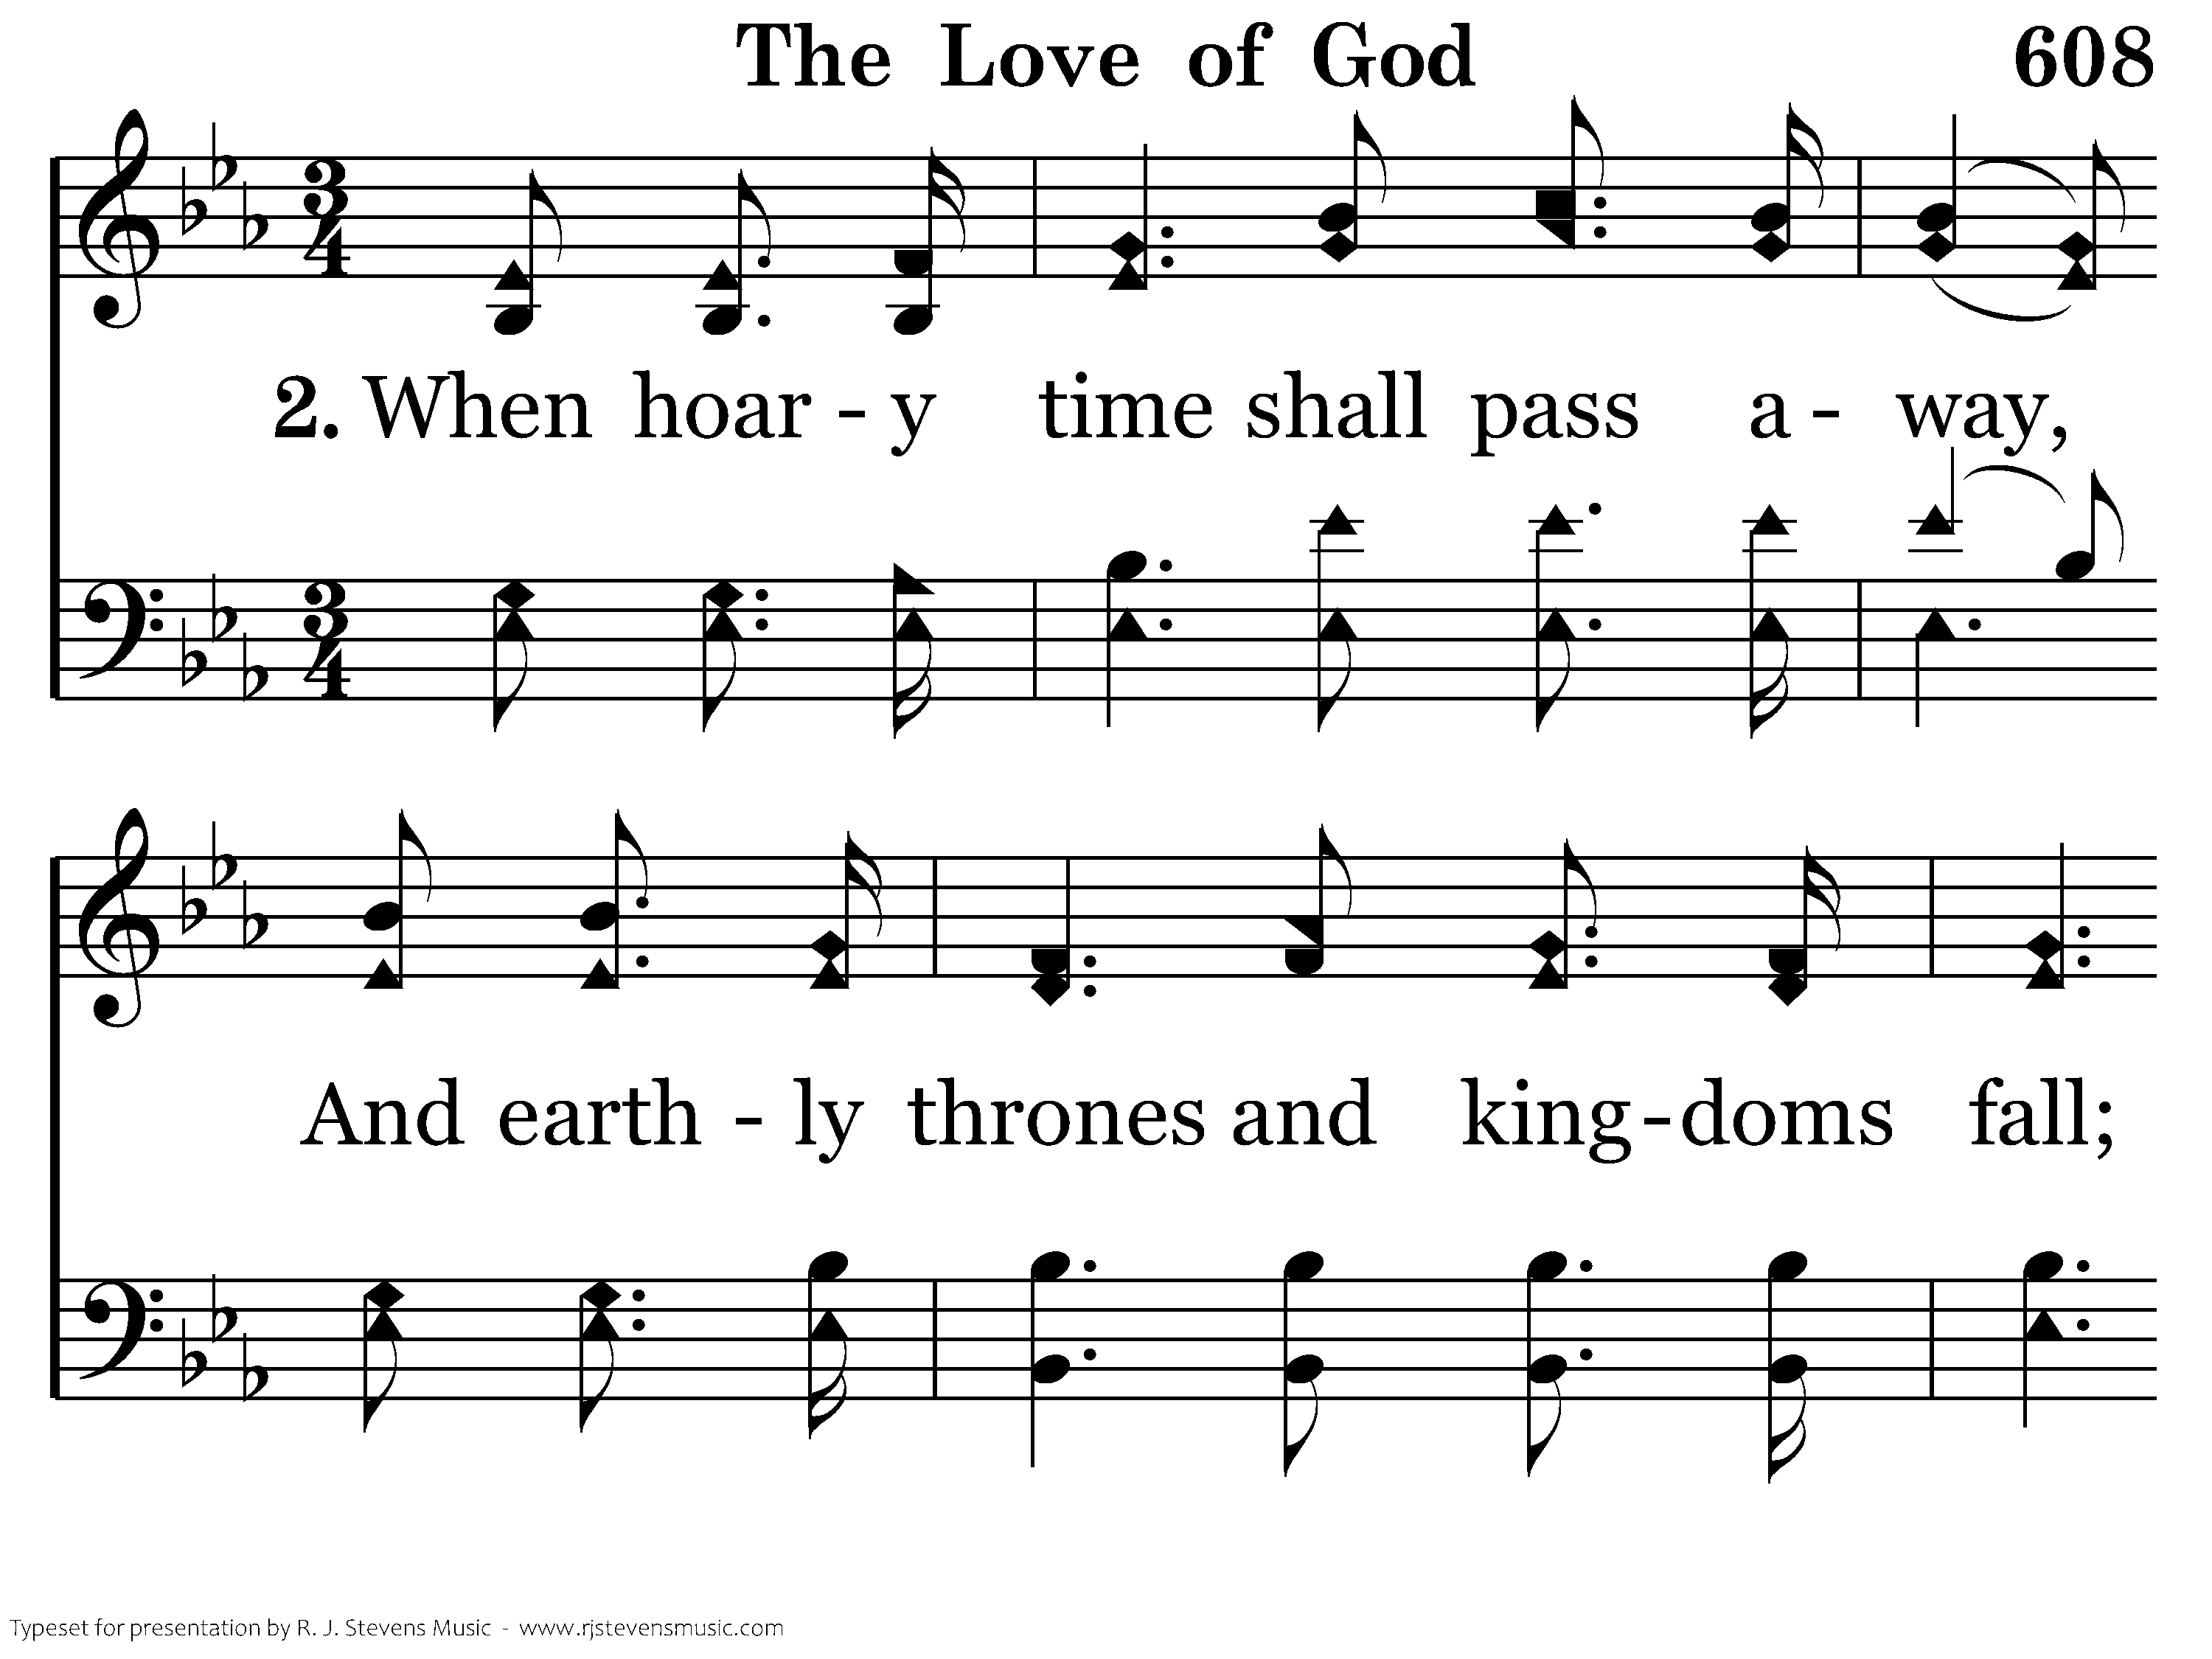 The Love of God 608
2. When hoar - y time shall pass a - way,
And earth - ly thrones and king - doms fall;
Typeset for presentation by R. J. Stevens Music - www.rjstevensmusic.com